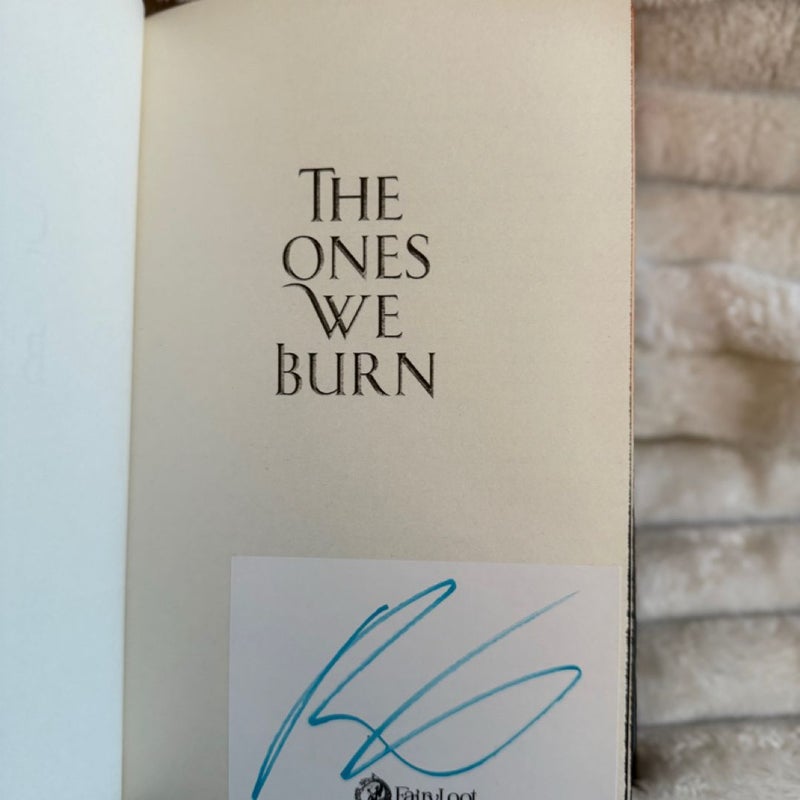 THE
ONES
WE
BURN
FairyLoot